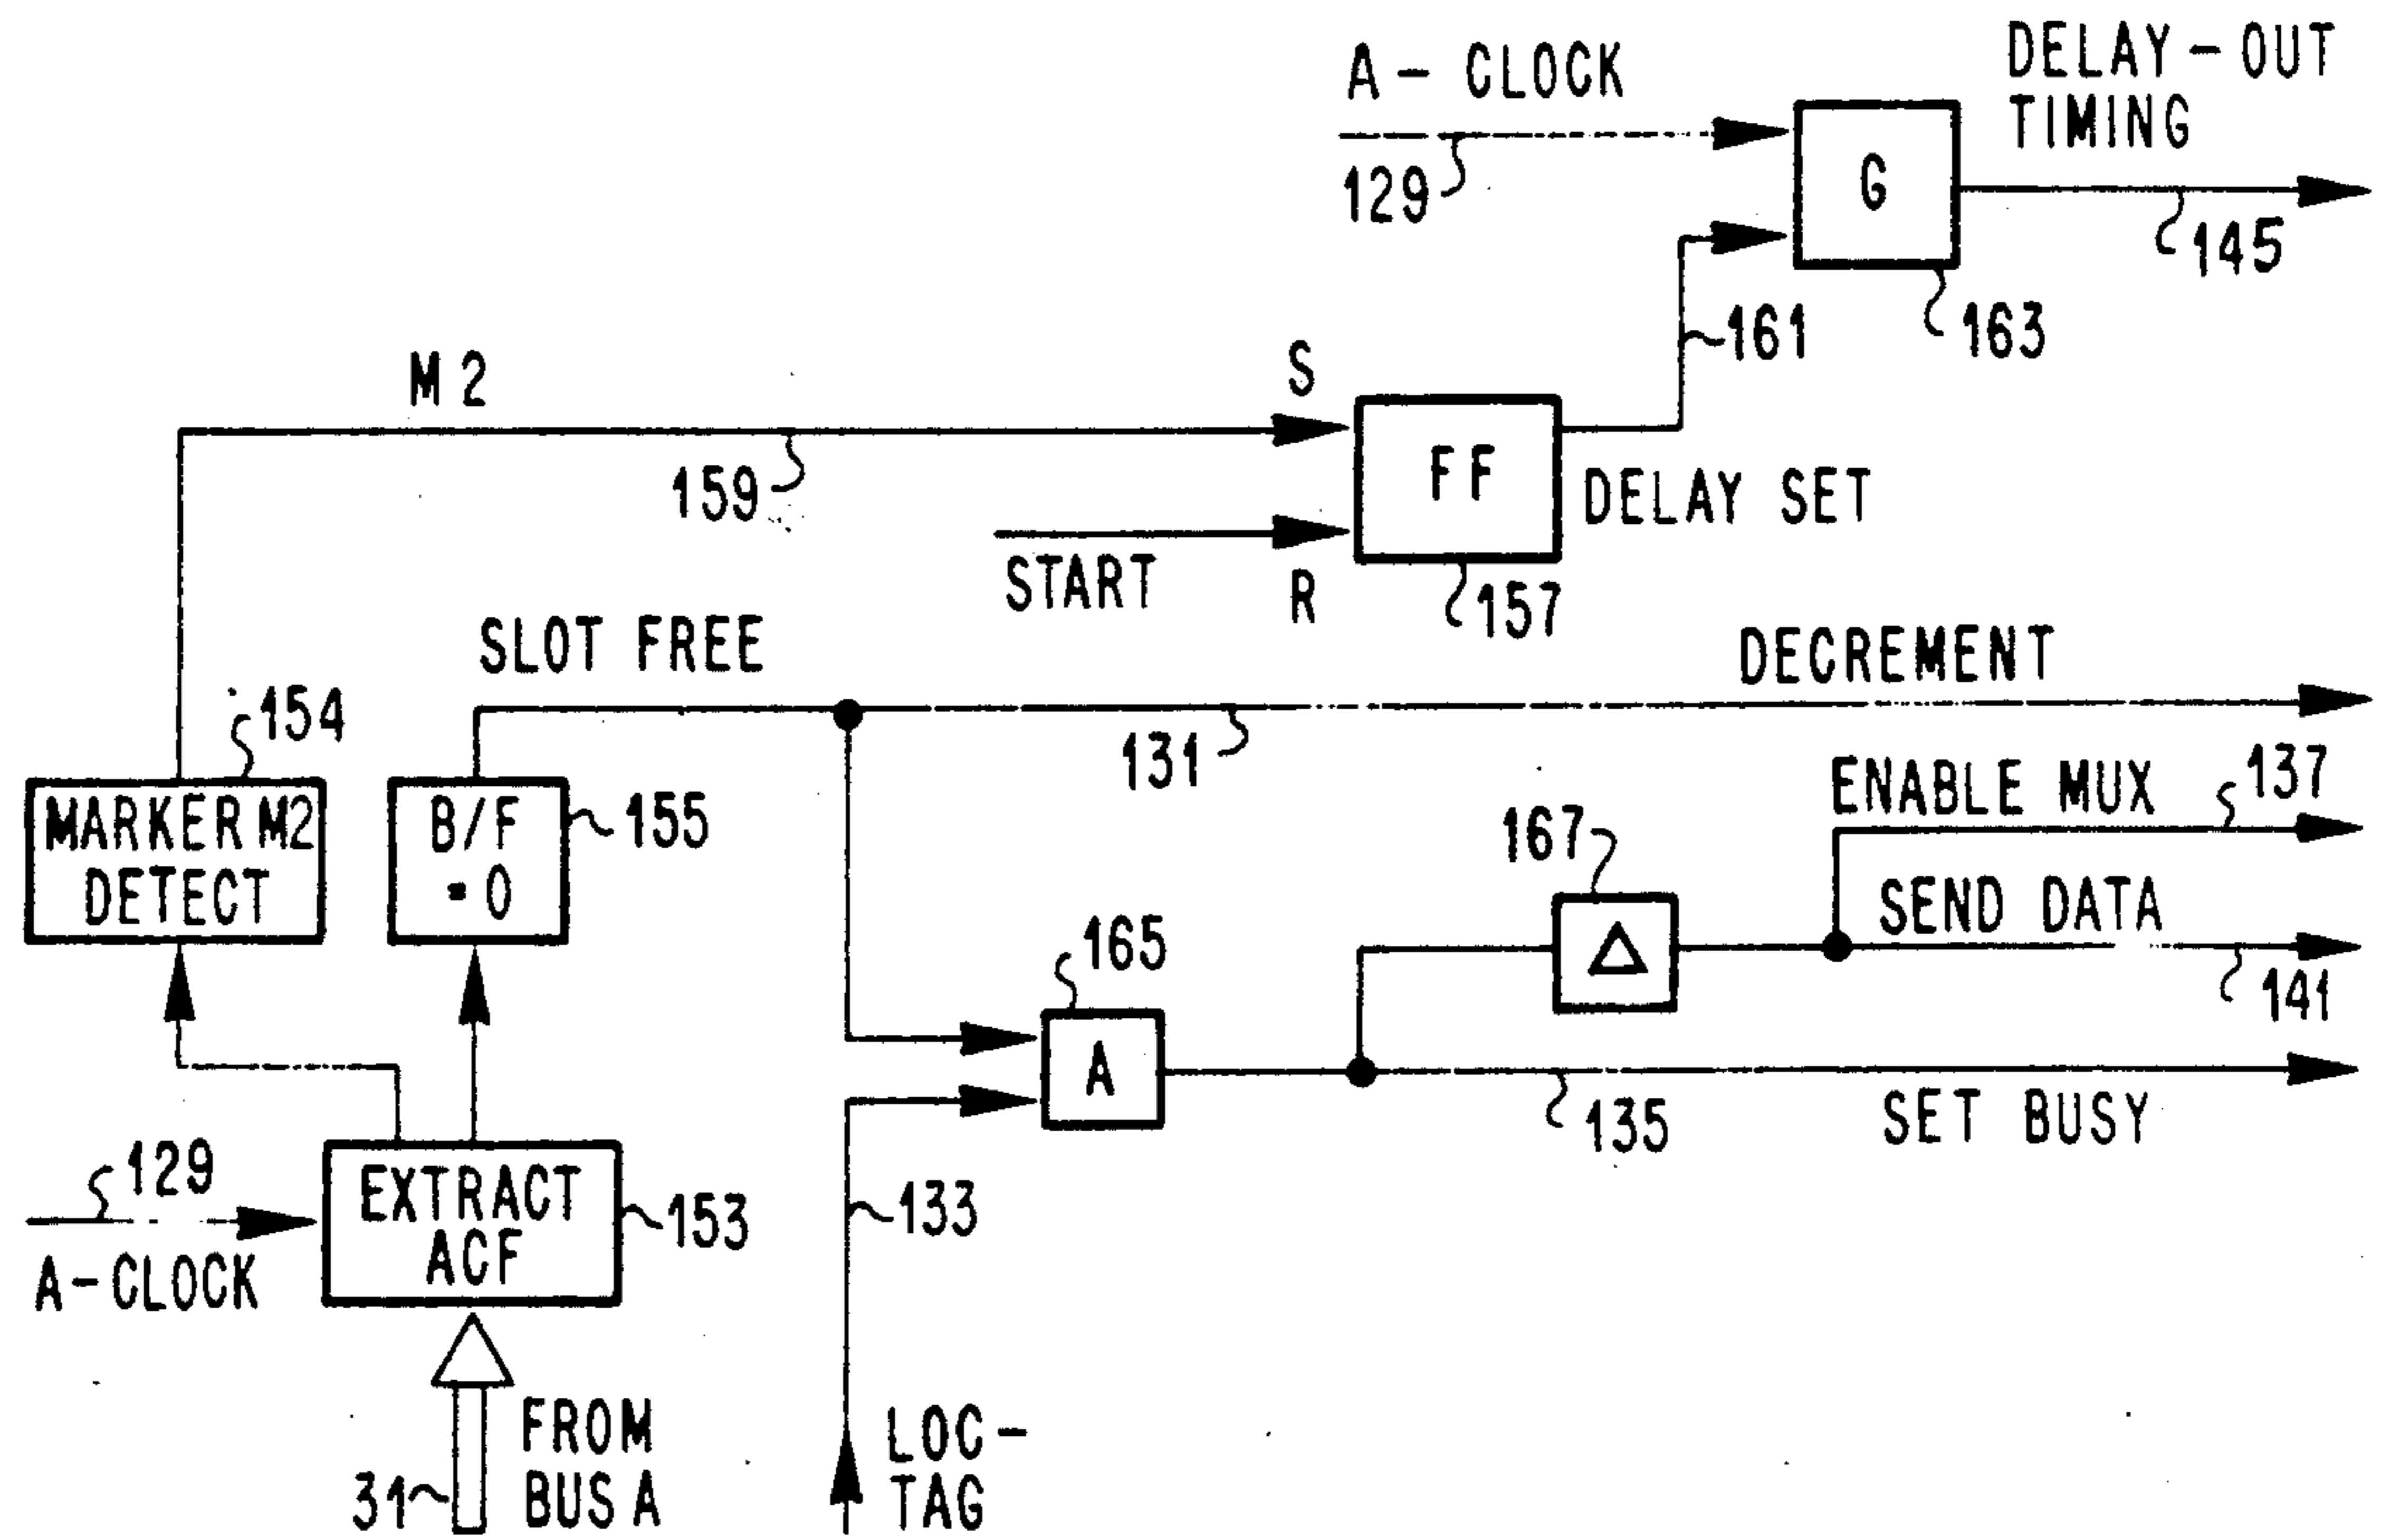 A - CLOCK
129
DELAY - OUT
TIMING
G
145
161
163
M 2
S
159
FF
DELAY SET
START
R
157
SLOT FREE
DECREMENT
154
131
ENABLE MUX
137
MARKER M2
DETECT
B/F
= 0
155
167
Δ
SEND DATA
141
165
A
135
SET BUSY
129
A-CLOCK
EXTRACT
ACF
153
133
FROM
BUS A
31
LOC-
TAG